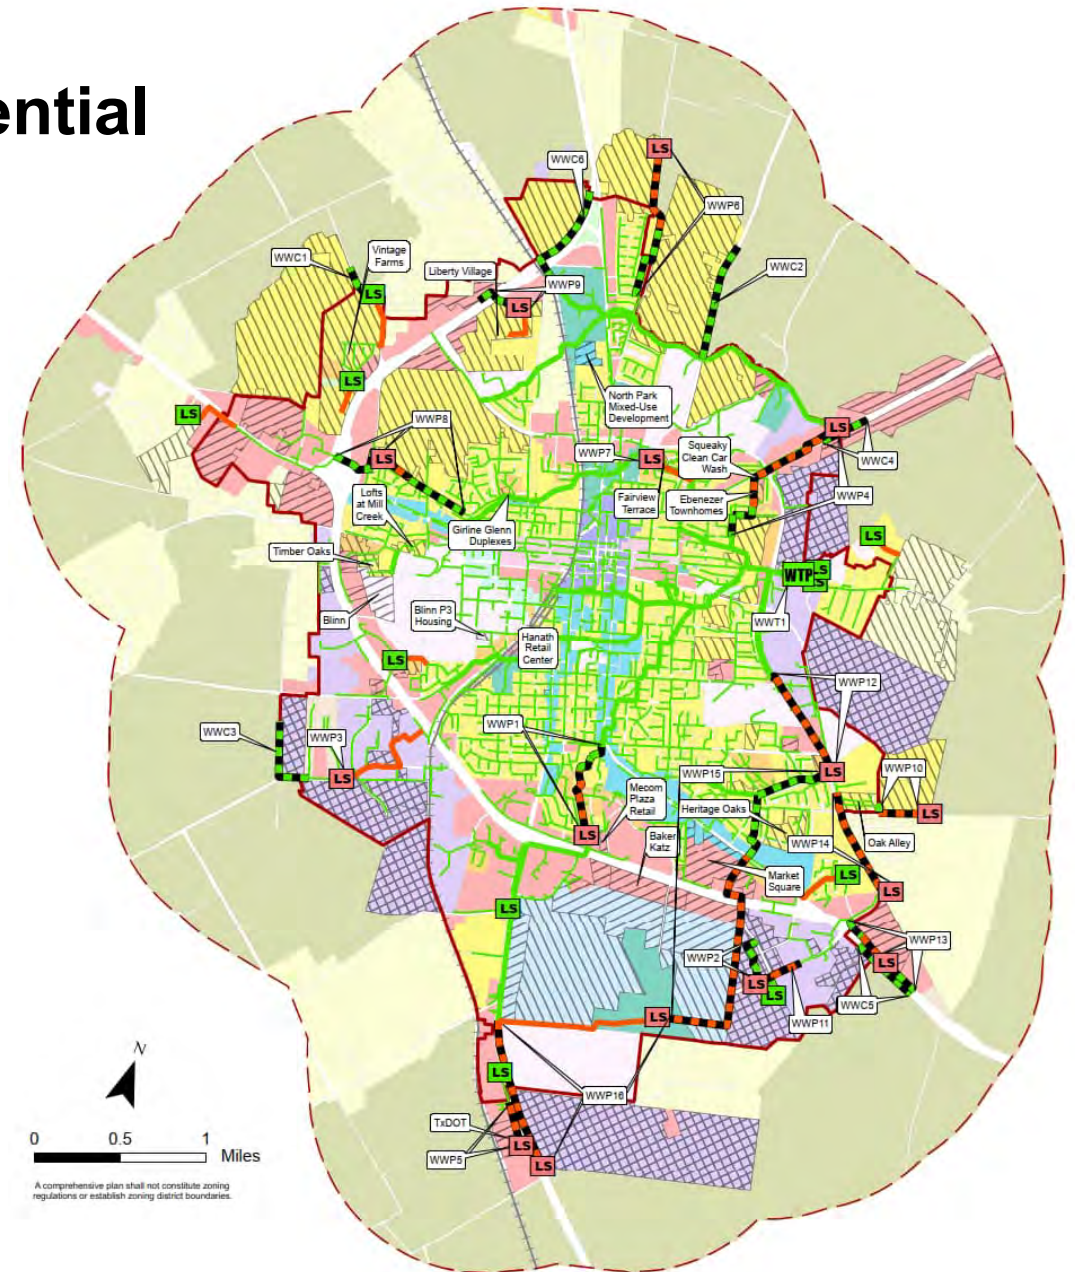 ential
LS
WWC6
WWP6
WWC1
Vintage
Farms
Liberty Village
WWC2
LS
WWP9
LS
LS
LS
North Park
Mixed-Use
Development
WWP8
LS
WWP7
LS
Squeaky
Clean Car
Wash
LS
WWC4
Lofts
at Mill
Creek
Fairview
Terrace
Ebenezer
Townhomes
WWP4
Girline Glenn
Duplexes
LS
Timber Oaks
WTP
LS
LS
Blinn
Blinn P3
Housing
WWT1
Hanath
Retail
Center
LS
WWP12
WWC3
WWP3
WWP1
LS
WWP15
LS
WWP10
Mecom
Plaza
Retail
Heritage Oaks
LS
LS
Baker
Katz
WWP14
Oak Alley
Market
Square
LS
LS
LS
WWP13
WWP2
LS
LS
LS
WWC5
LS
WWP11
N
LS
WWP16
0 0.5 1
Miles
TxDOT
LS
WWP5
LS
A comprehensive plan shall not constitute zoning
regulations or establish zoning district boundaries.